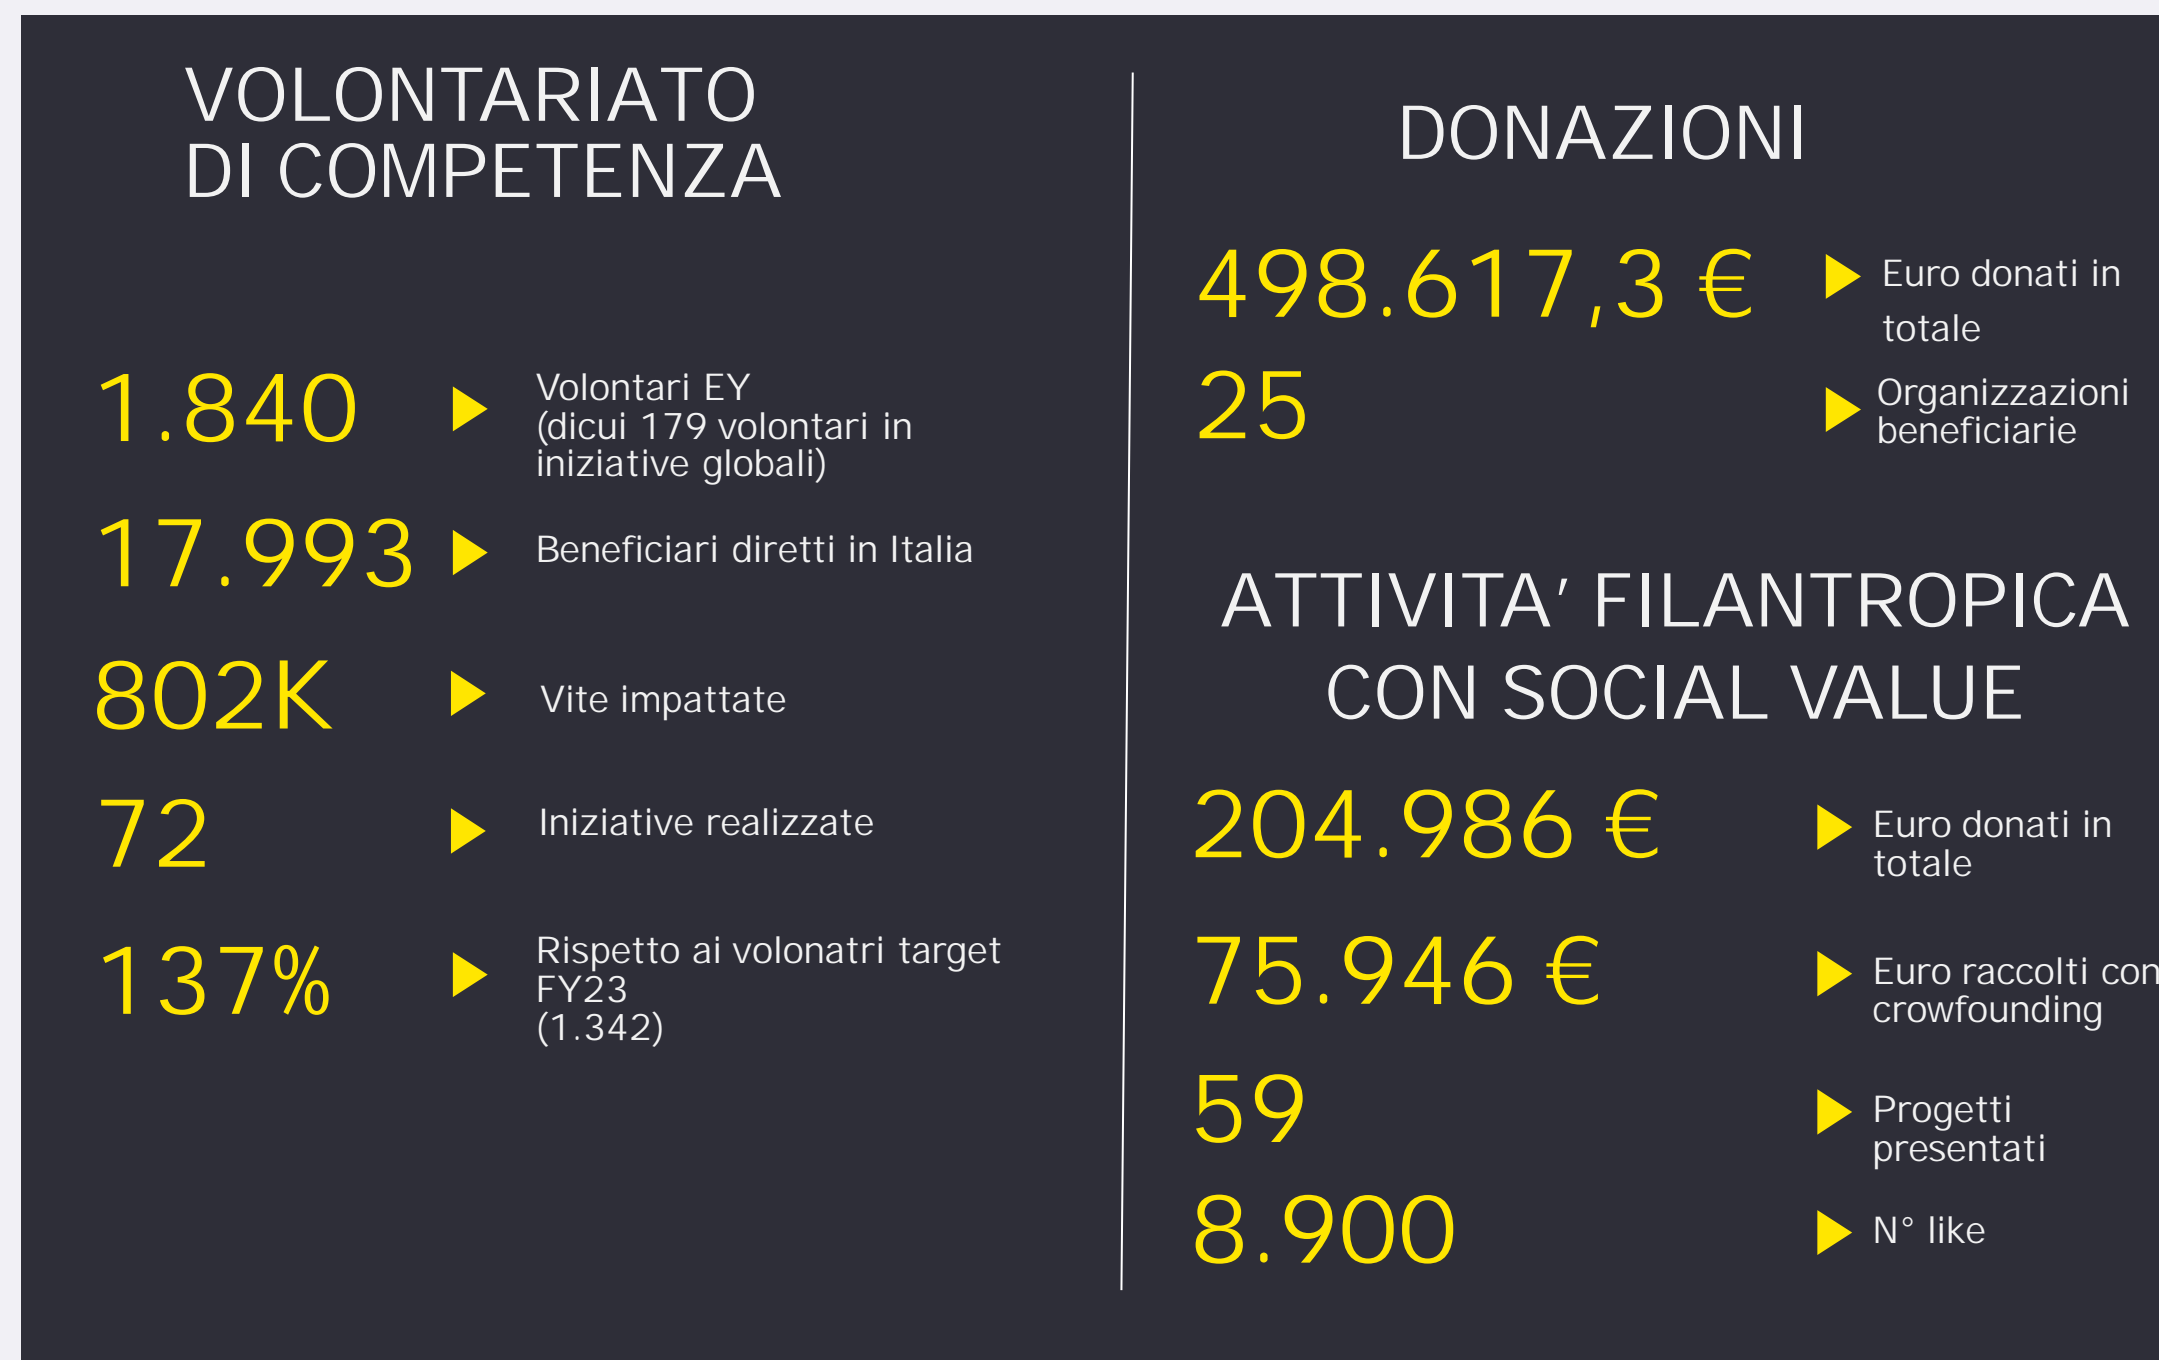 VOLONTARIATO
DI COMPETENZA
1.840
Volontari EY
(dicui 179 volontari in
iniziative globali)
17.993
Beneficiari diretti in Italia
802K
Vite impattate
72
Iniziative realizzate
137%
Rispetto ai volonatri target
FY23
(1.342)
DONAZIONI
498.617,3 €
Euro donati in
totale
25
Organizzazioni
beneficiarie
ATTIVITA’ FILANTROPICA
CON SOCIAL VALUE
204.986 €
Euro donati in
totale
75.946 €
Euro raccolti con
crowfounding
59
Progetti
presentati
8.900
N° like